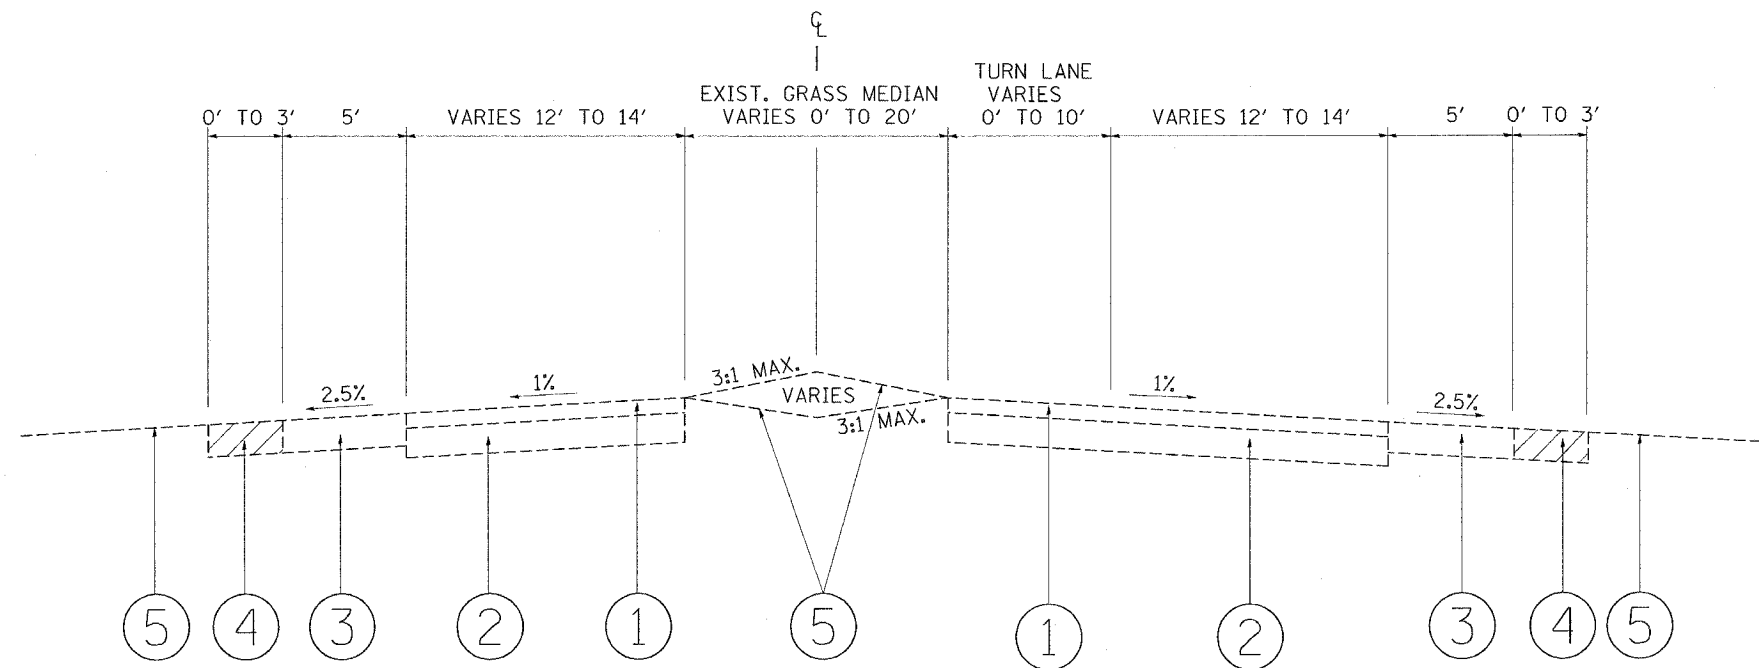 ℄
TURN LANE
EXIST. GRASS MEDIAN
VARIES
0' TO 3'
5'
VARIES 12' TO 14'
VARIES 0' TO 20'
0' TO 10'
VARIES 12' TO 14'
5'
0' TO 3'
3:1 MAX.
2.5%
1%
VARIES
1%
2.5%
3:1 MAX.
5
4
3
2
1
5
1
2
3
4
5